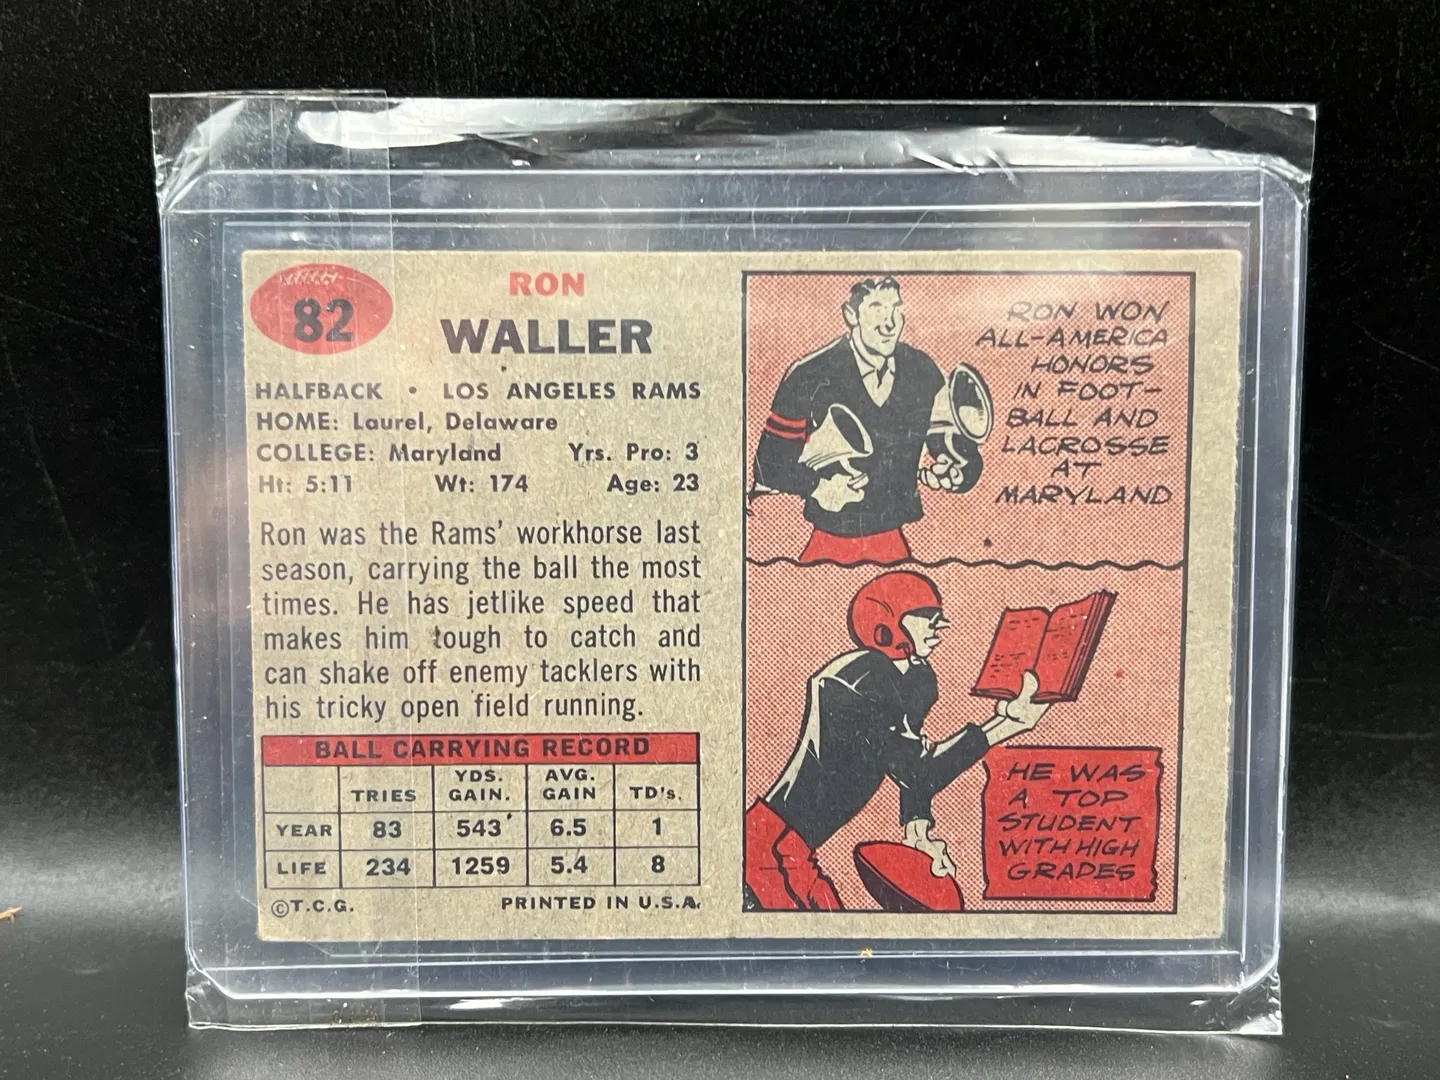 82
RON
WALLER
HALFBACK • LOS ANGELES RAMS
HOME: Laurel, Delaware
COLLEGE: Maryland Yrs. Pro: 3
Ht: 5:11 Wt: 174 Age: 23
Ron was the Rams' workhorse last
season, carrying the ball the most
times. He has jetlike speed that
makes him tough to catch and
can shake off enemy tacklers with
his tricky open field running.
BALL CARRYING RECORD
TRIES YDS. GAIN. AVG. GAIN TD's.
YEAR 83 543 6.5 1
LIFE 234 1259 5.4 8
©T.C.G. PRINTED IN U.S.A.
RON WON
ALL-AMERICA
HONORS
IN FOOT-
BALL AND
LACROSSE
AT
MARYLAND
HE WAS
A TOP
STUDENT
WITH HIGH
GRADES